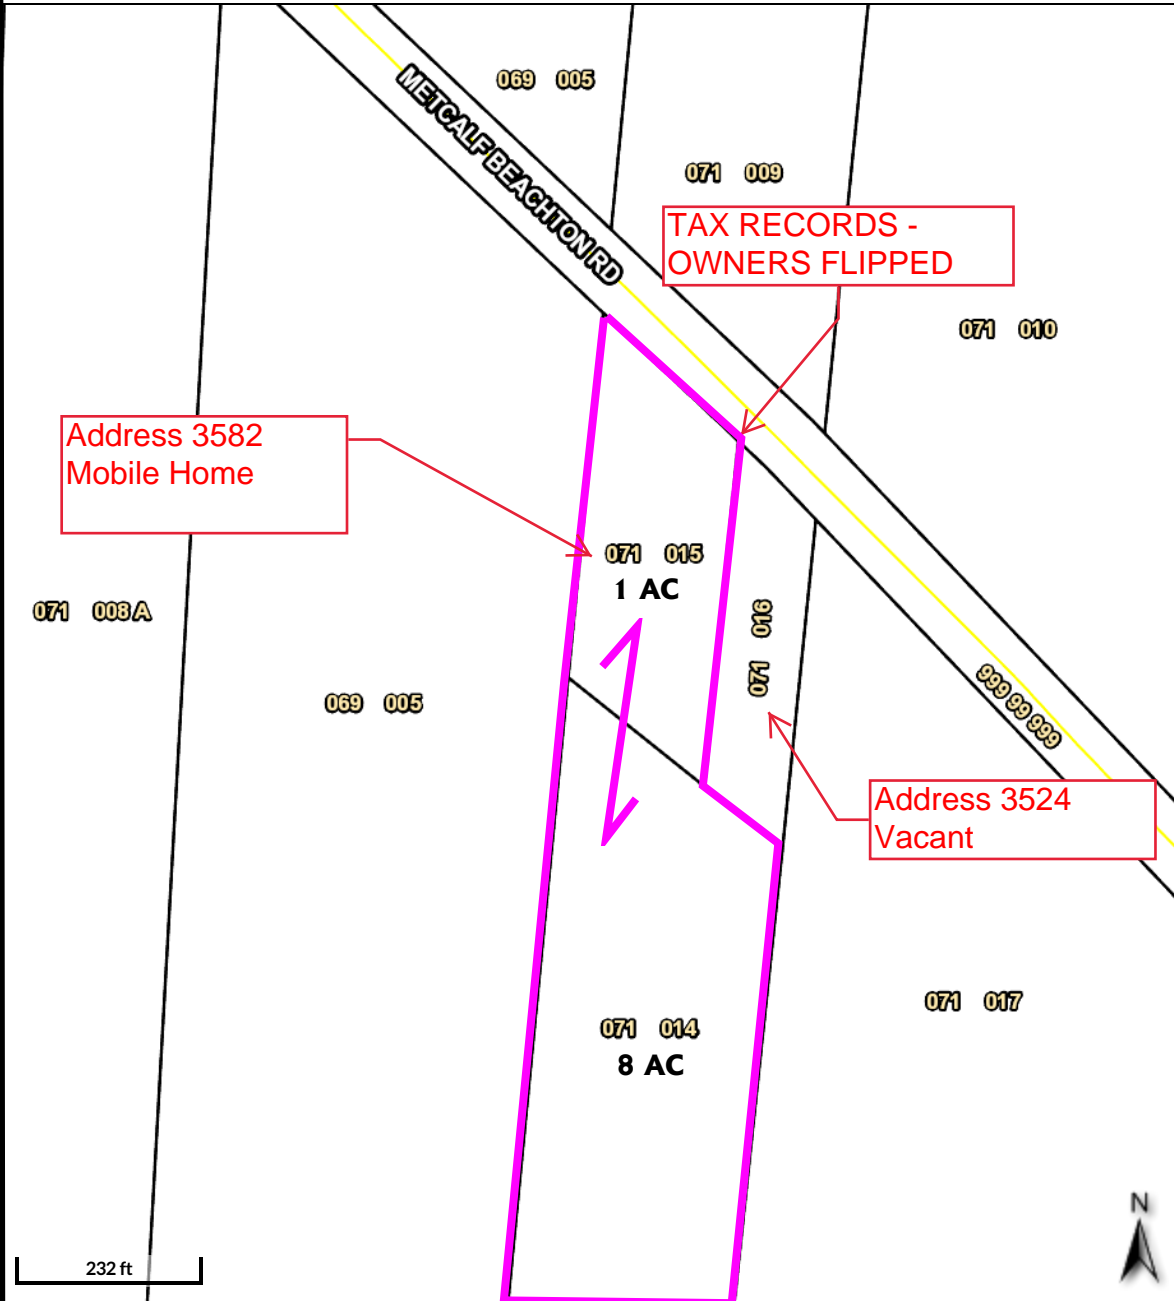 069 005
METCALF BEACHTON RD
071 009
TAX RECORDS -
OWNERS FLIPPED
071 010
Address 3582
Mobile Home
071 015
1 AC
071 008 A
071 016
069 005
999 99 999
Address 3524
Vacant
071 017
071 014
8 AC
N
232 ft